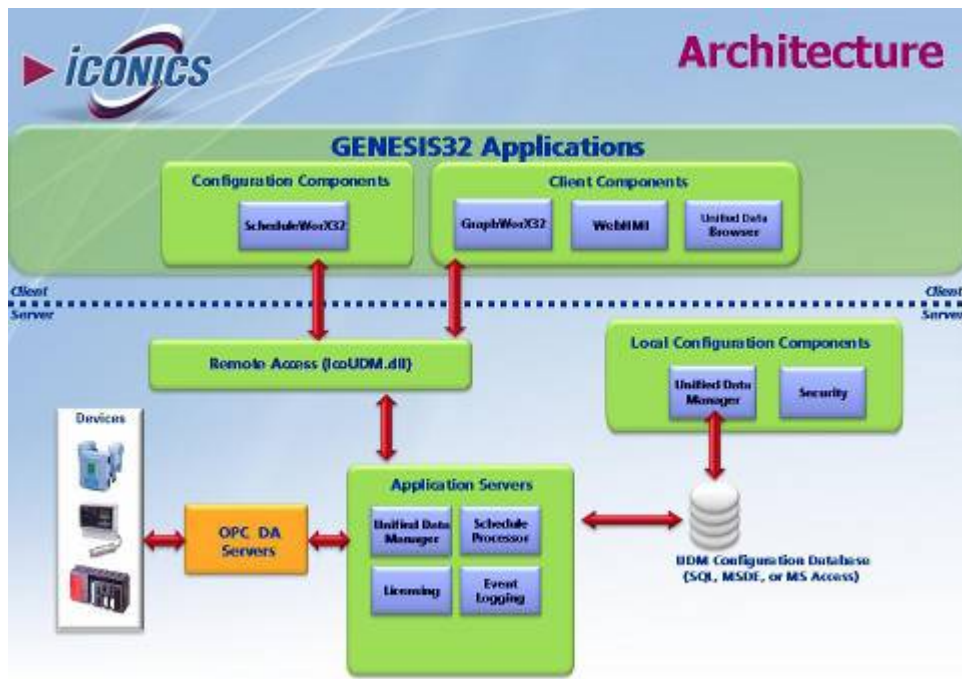 ICONICS
Architecture
GENESIS32 Applications
Configuration Components
ScheduleWorX32
Client Components
GraphWorX32
WebHMI
Unified Data
Browser
Client
Server
Client
Server
Remote Access (IcoUDM.dll)
Local Configuration Components
Unified Data
Manager
Security
Devices
OPC DA
Servers
Application Servers
Unified Data
Manager
Schedule
Processor
Licensing
Event
Logging
UDM Configuration Database
(SQL, MSDE, or MS Access)